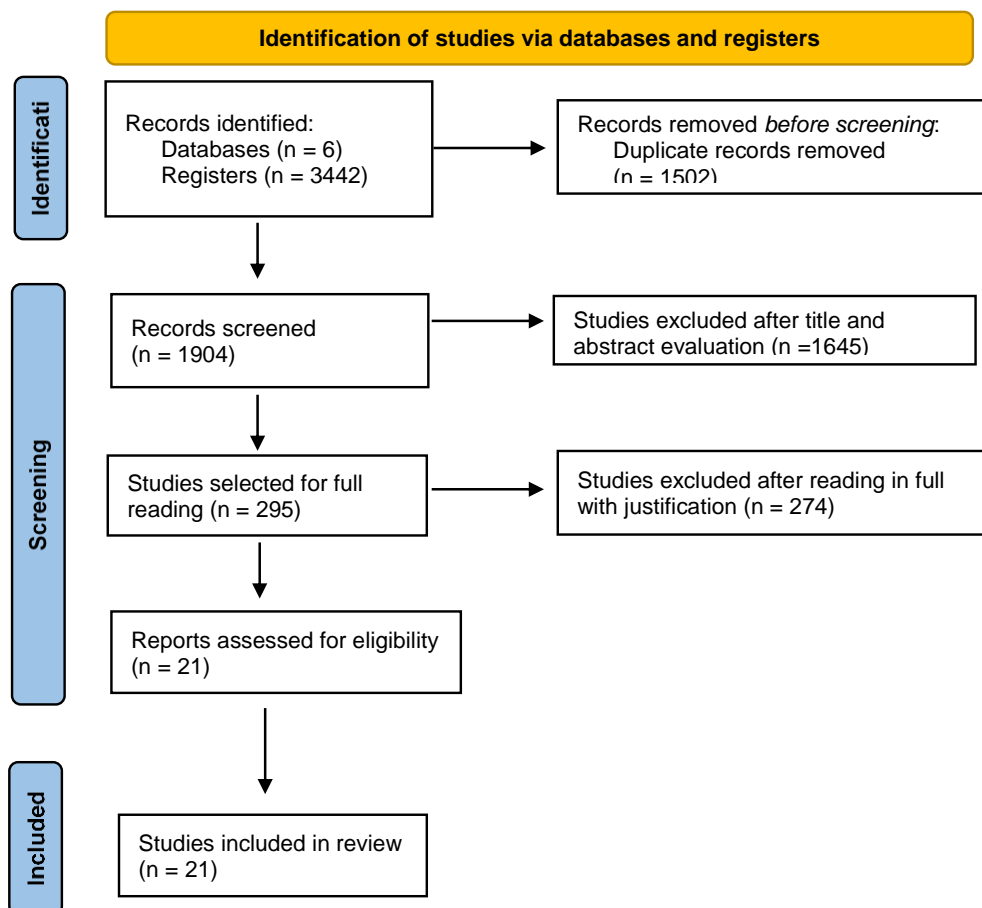 Identification of studies via databases and registers
Identificati
Records identified:
Databases (n = 6)
Registers (n = 3442)
Records removed before screening:
Duplicate records removed
(n = 1502)
Screening
Records screened
(n = 1904)
Studies excluded after title and
abstract evaluation (n =1645)
Studies selected for full
reading (n = 295)
Studies excluded after reading in full
with justification (n = 274)
Reports assessed for eligibility
(n = 21)
Included
Studies included in review
(n = 21)